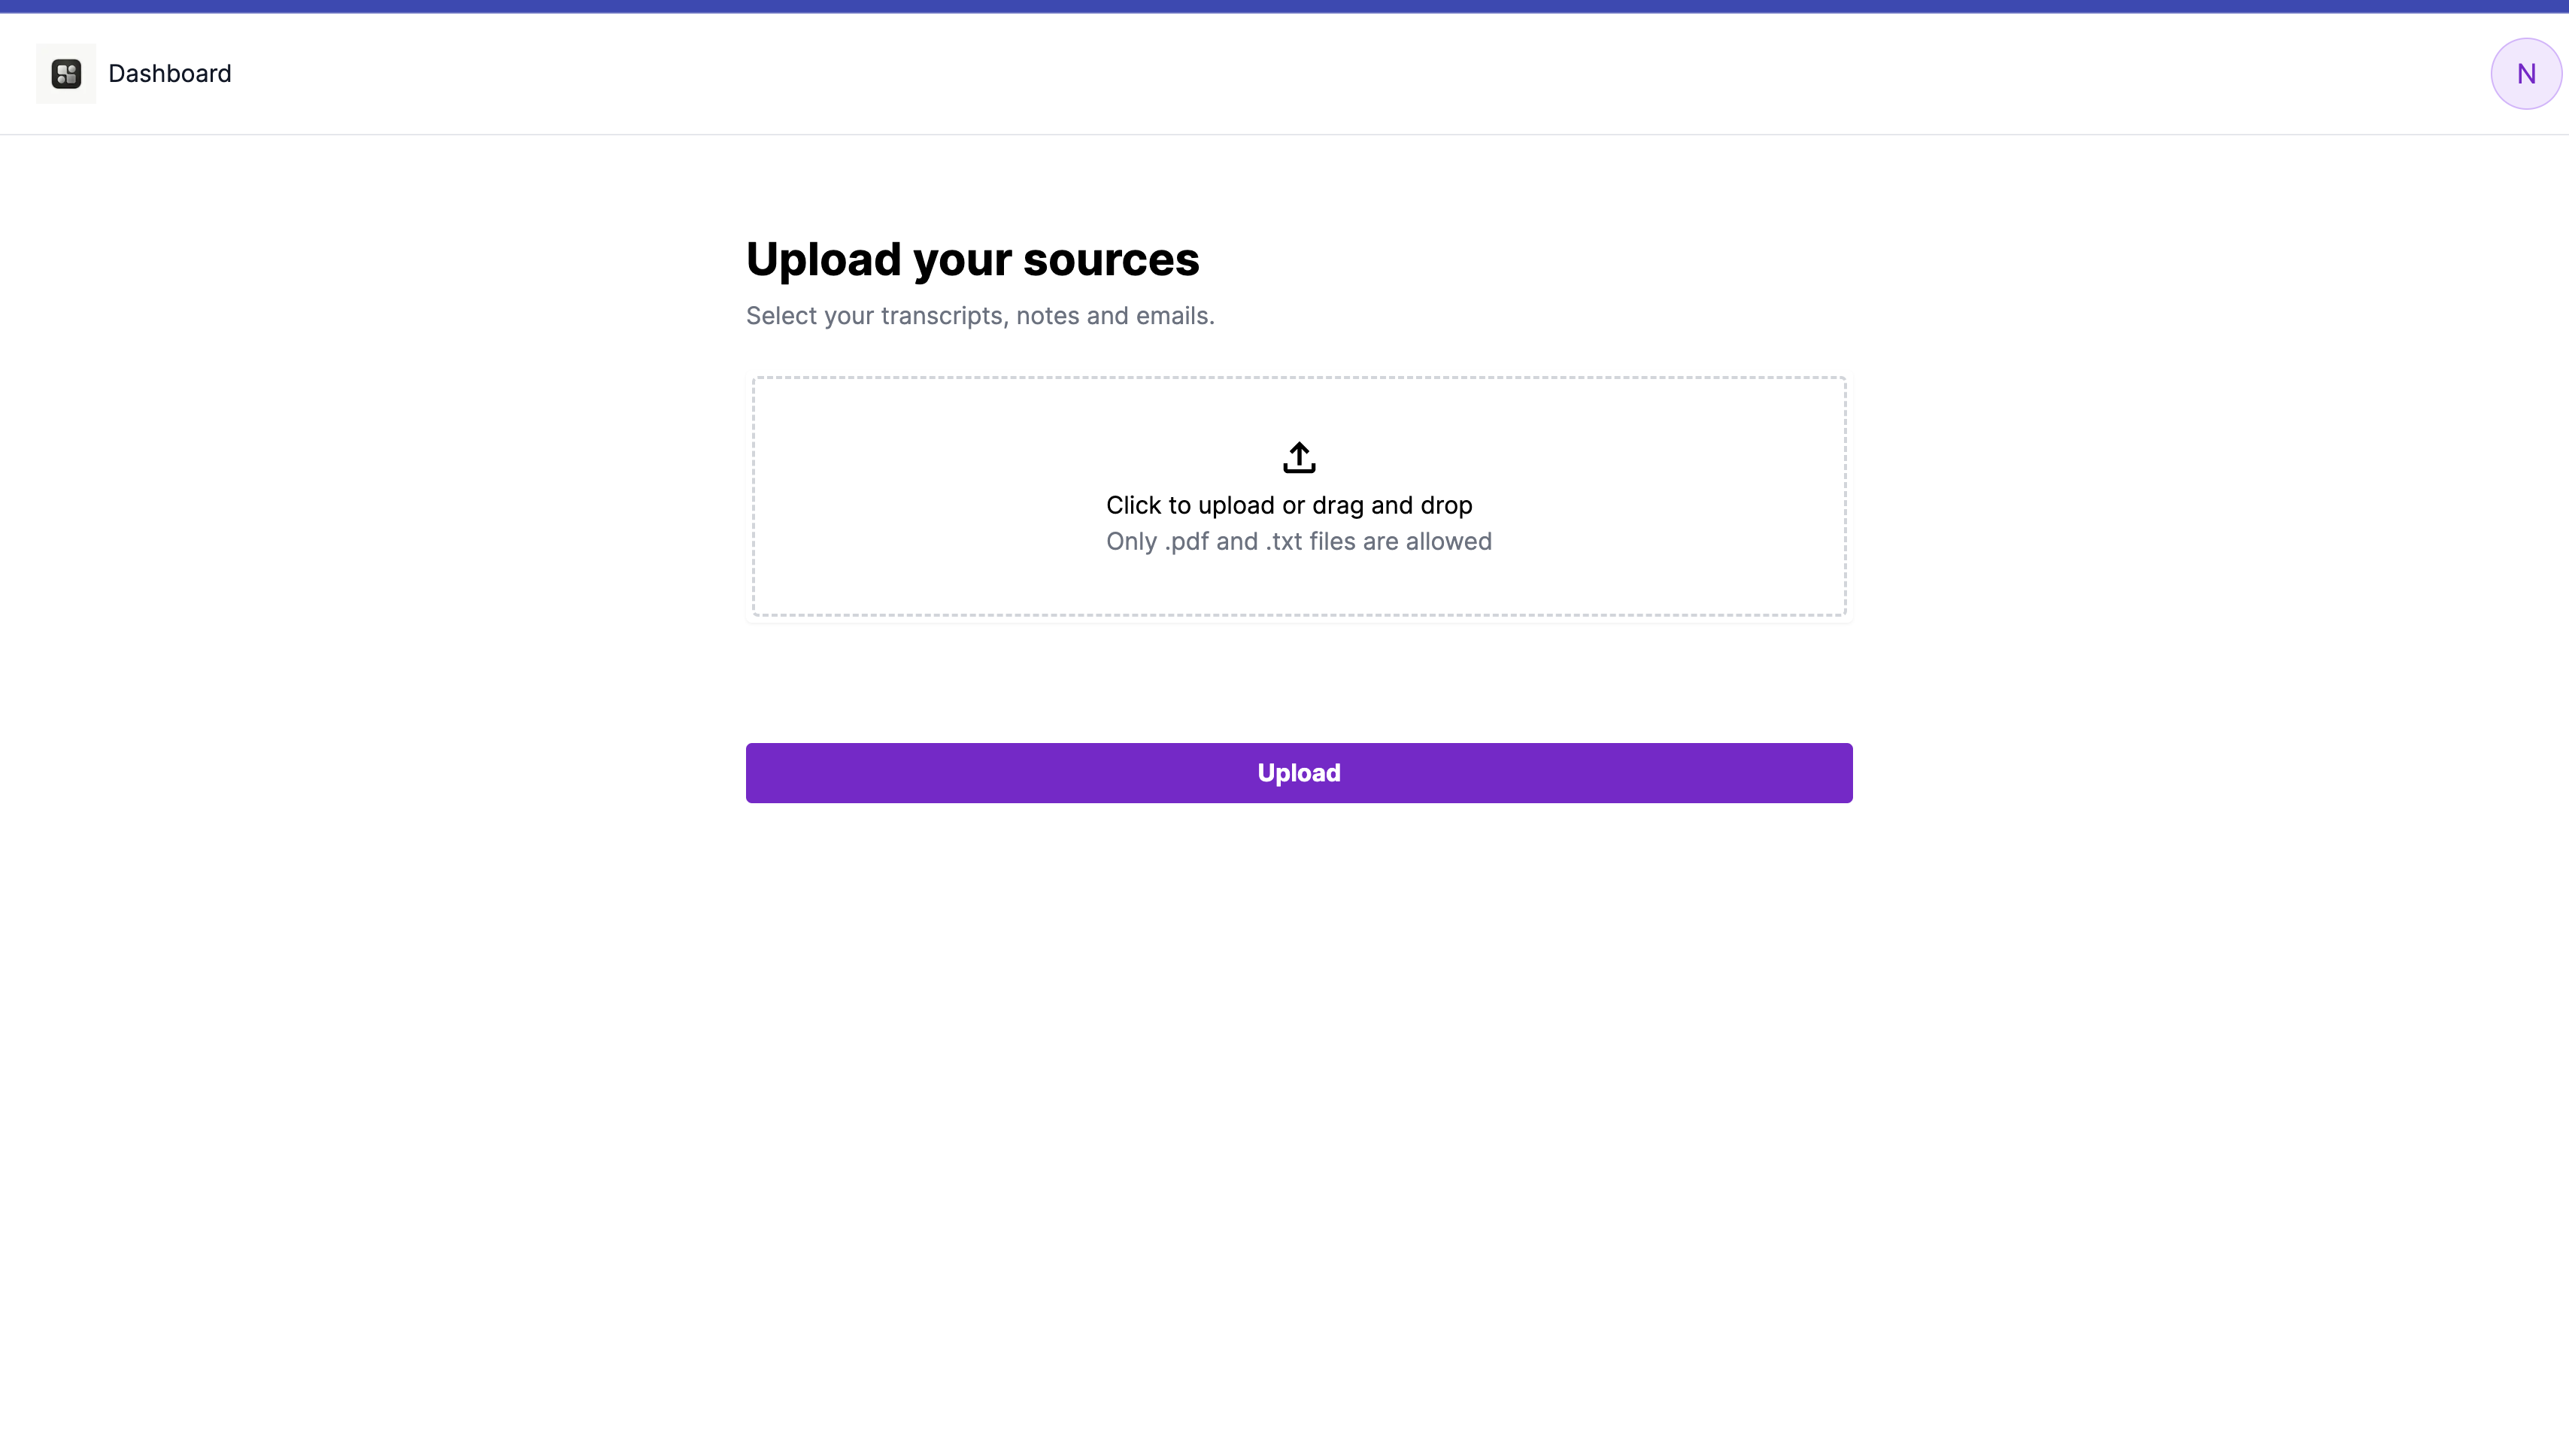 Dashboard
N
Upload your sources
Select your transcripts, notes and emails.
Click to upload or drag and drop
Only .pdf and .txt files are allowed
Upload